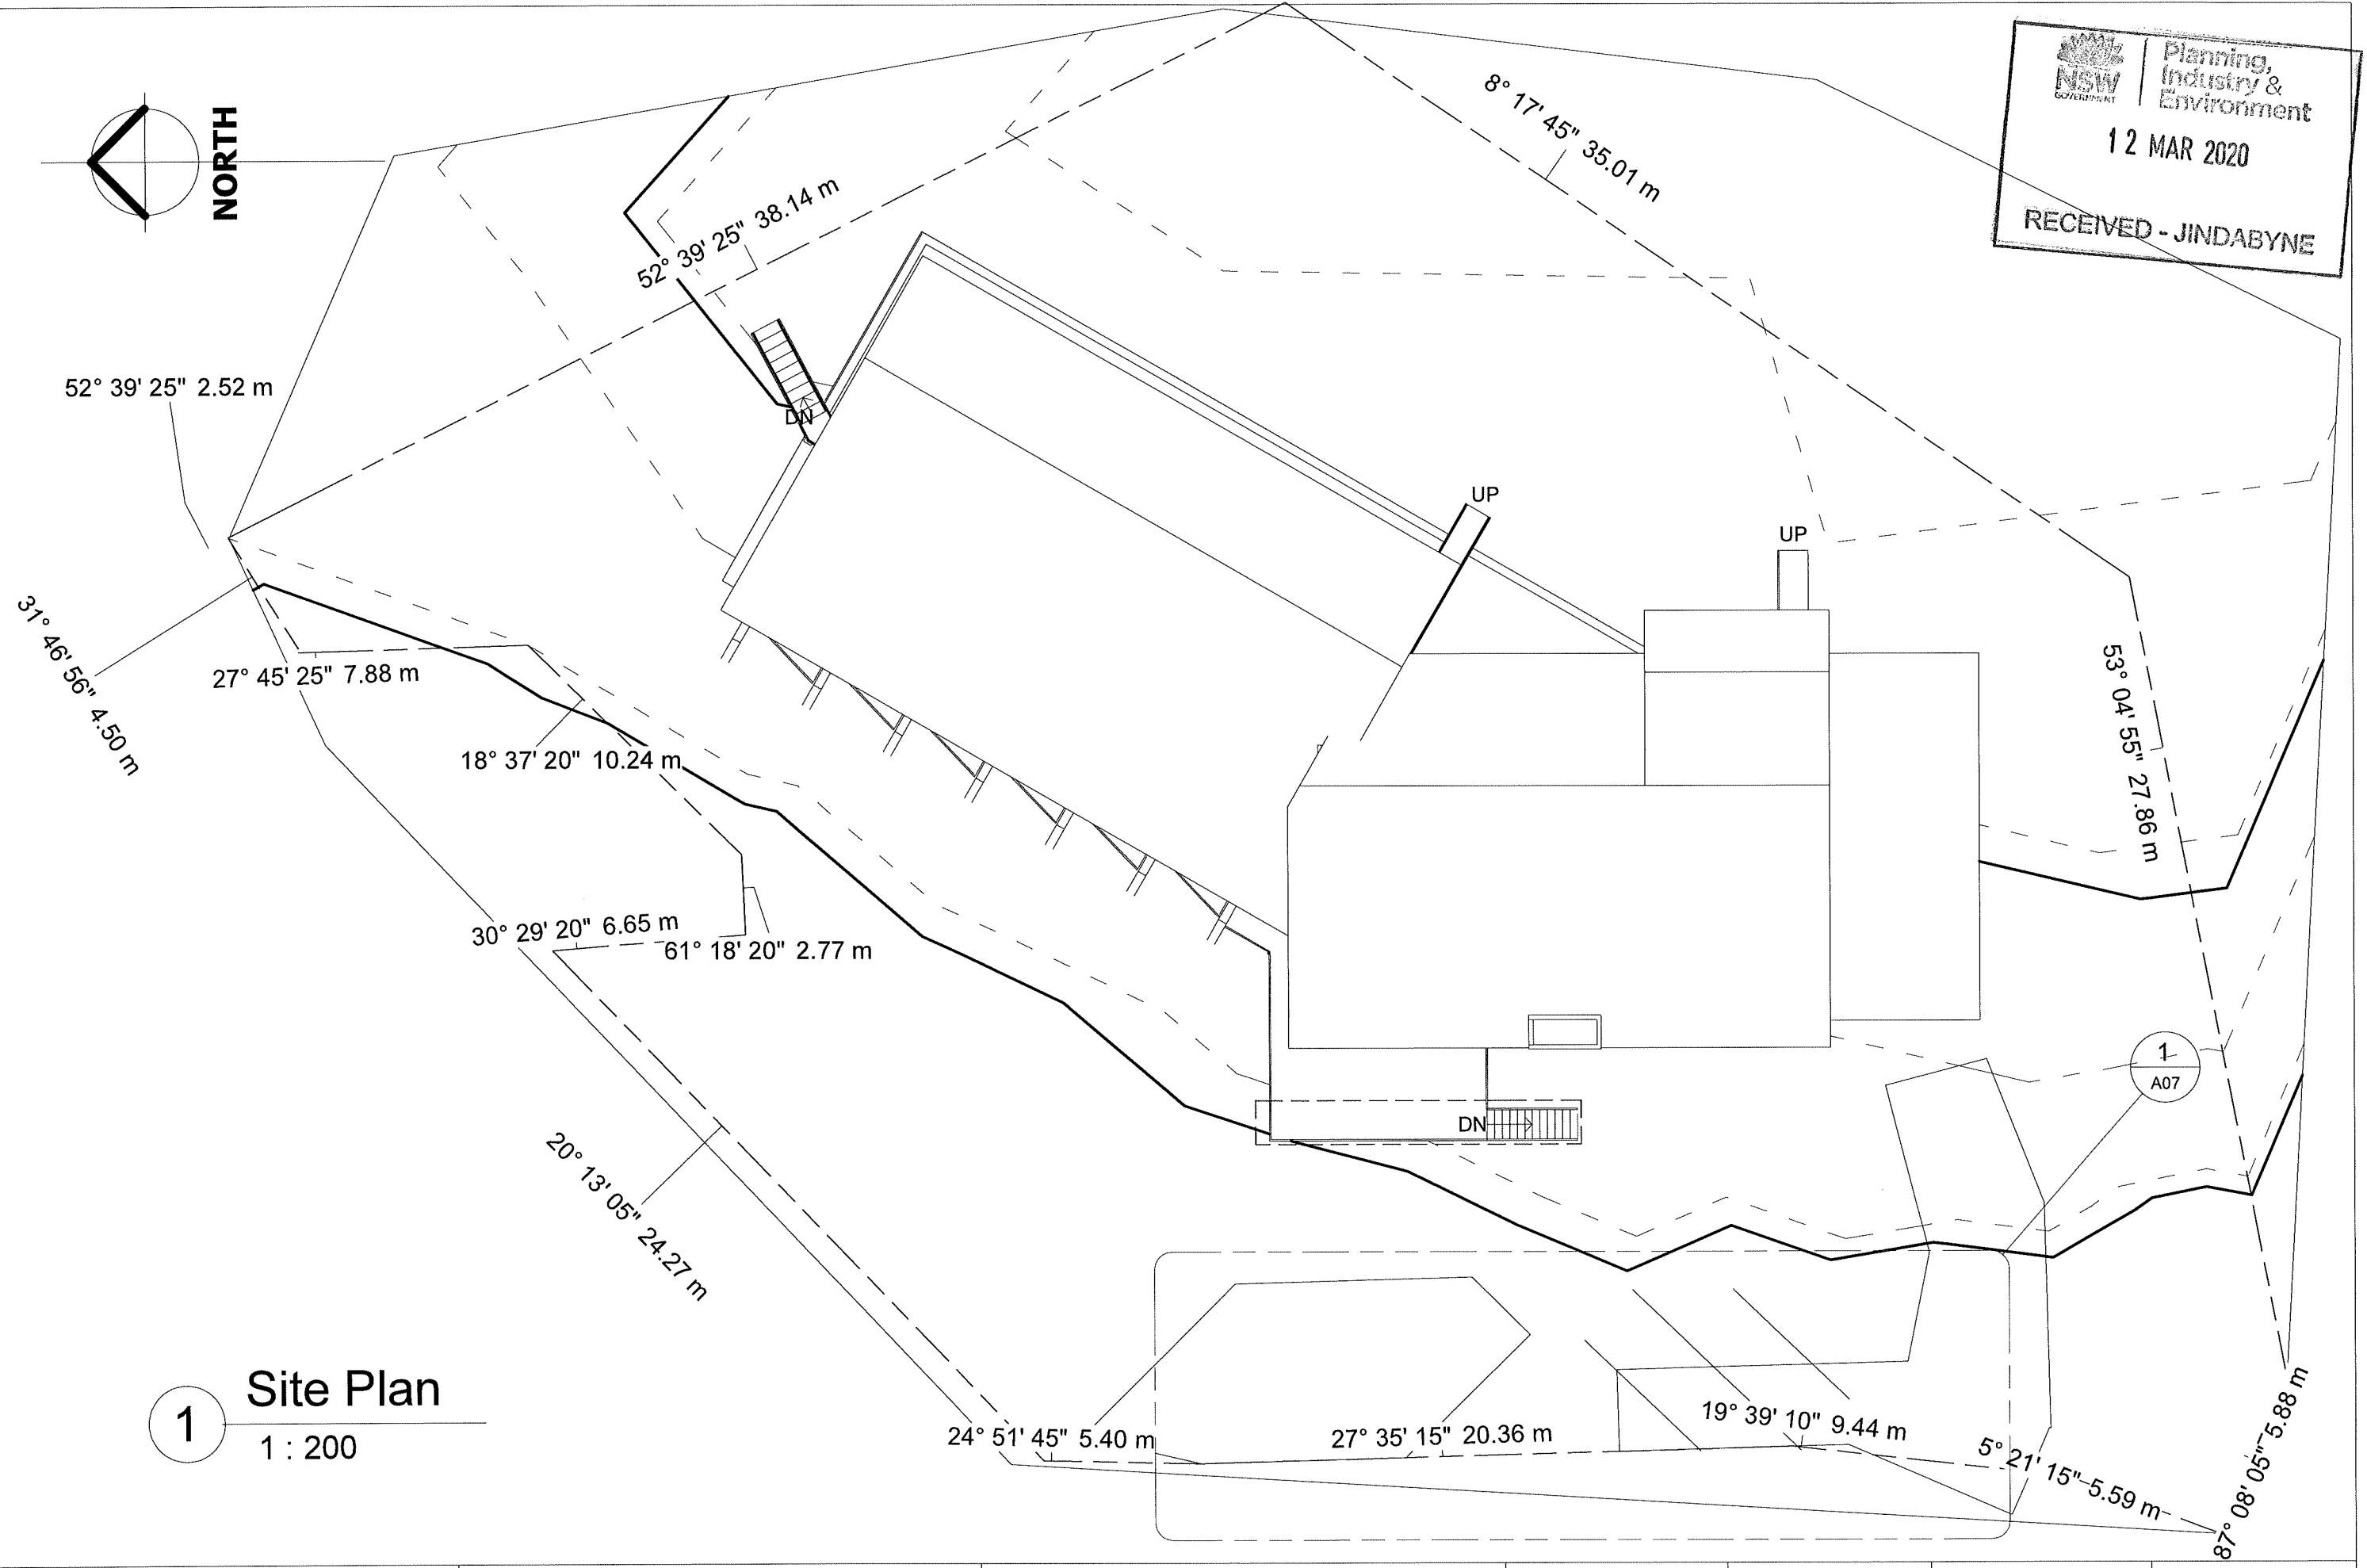 NORTH
NSW
GOVERNMENT
Planning,
Industry &
Environment
12 MAR 2020
RECEIVED - JINDABYNE
8° 17' 45" 35.01 m
52° 39' 25" 38.14 m
52° 39' 25" 2.52 m
DN
UP
UP
31° 46' 56" 4.50 m
27° 45' 25" 7.88 m
18° 37' 20" 10.24 m
53° 04' 55" 27.86 m
30° 29' 20" 6.65 m
61° 18' 20" 2.77 m
1
A07
DN
20° 13' 05" 24.27 m
1
Site Plan
1 : 200
24° 51' 45" 5.40 m
27° 35' 15" 20.36 m
19° 39' 10" 9.44 m
5° 21' 15" 5.59 m
87° 08' 05" 5.88 m